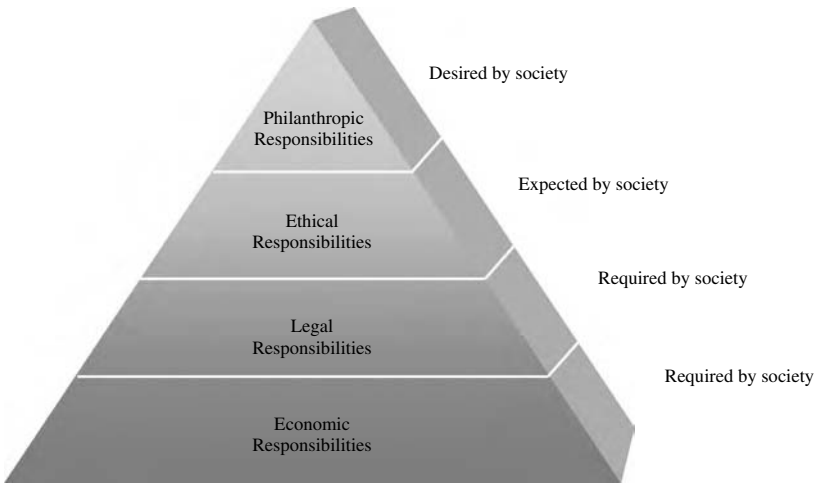 Desired by society
Philanthropic
Responsibilities
Expected by society
Ethical
Responsibilities
Required by society
Legal
Responsibilities
Required by society
Economic
Responsibilities